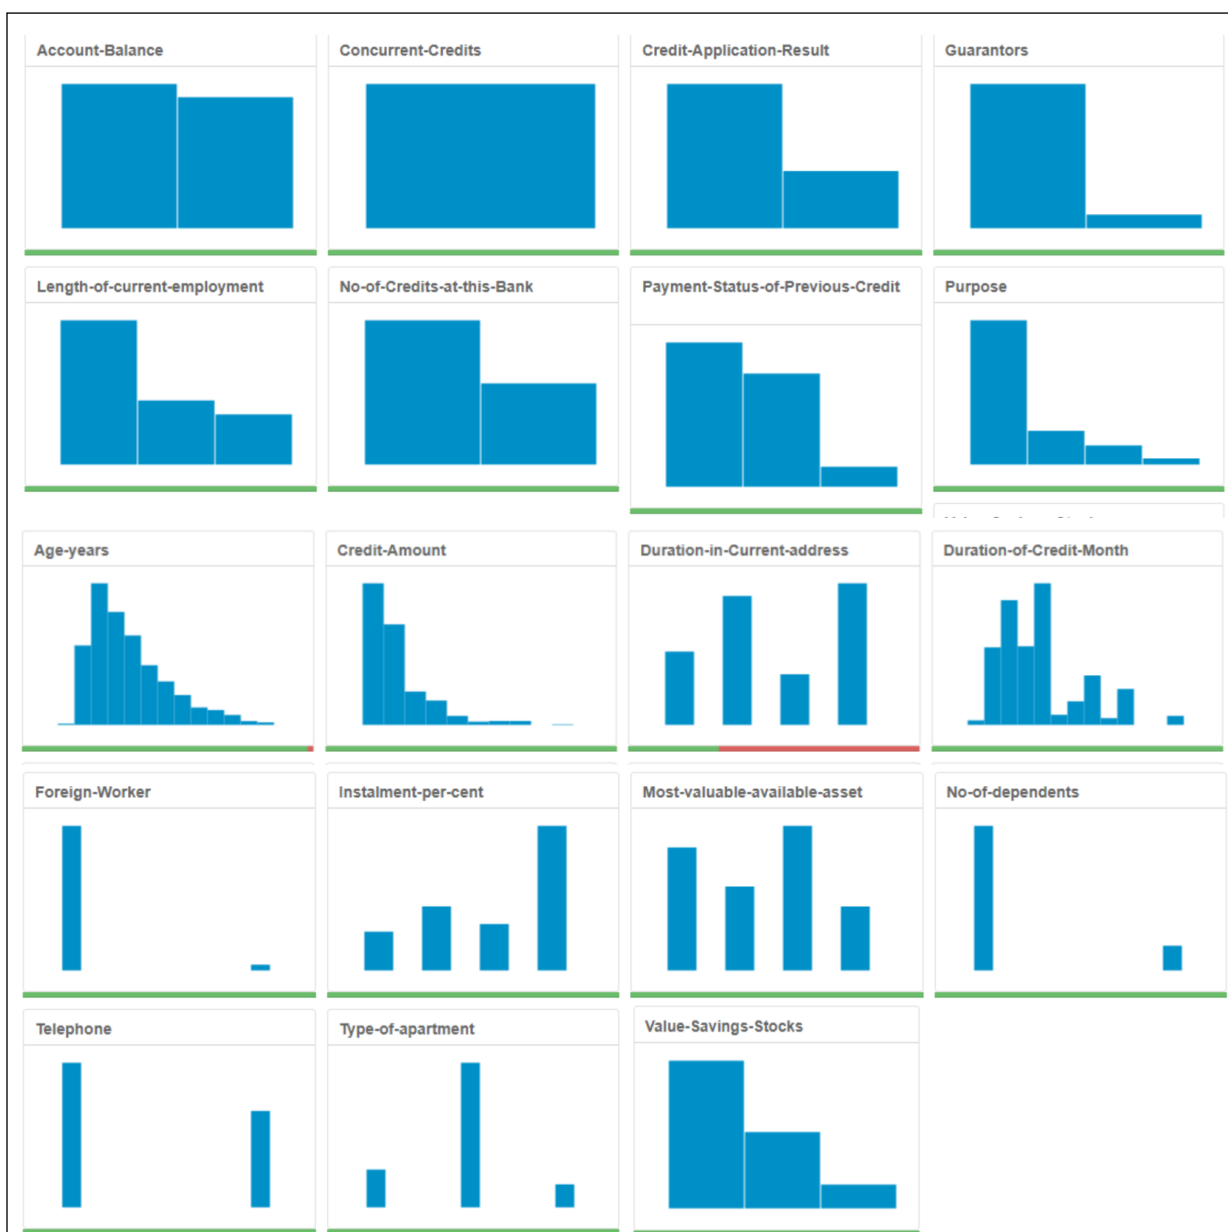 Account-Balance
Concurrent-Credits
Credit-Application-Result
Guarantors
Length-of-current-employment
No-of-Credits-at-this-Bank
Payment-Status-of-Previous-Credit
Purpose
Age-years
Credit-Amount
Duration-in-Current-address
Duration-of-Credit-Month
Foreign-Worker
Instalment-per-cent
Most-valuable-available-asset
No-of-dependents
Telephone
Type-of-apartment
Value-Savings-Stocks